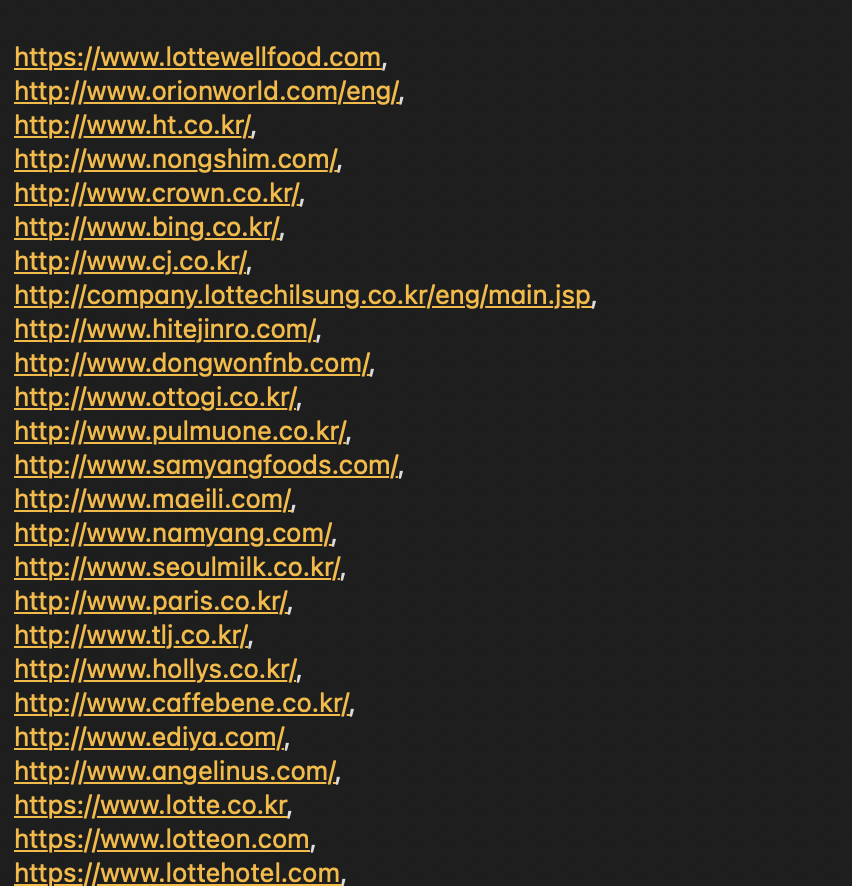 https://www.lottewellfood.com,
http://www.orionworld.com/eng/,
http://www.ht.co.kr/,
http://www.nongshim.com/,
http://www.crown.co.kr/,
http://www.bing.co.kr/,
http://www.cj.co.kr/,
http://company.lottechilsung.co.kr/eng/main.jsp,
http://www.hitejinro.com/,
http://www.dongwonfnb.com/,
http://www.ottogi.co.kr/,
http://www.pulmuone.co.kr/,
http://www.samyangfoods.com/,
http://www.maeili.com/,
http://www.namyang.com/,
http://www.seoulmilk.co.kr/,
http://www.paris.co.kr/,
http://www.tlj.co.kr/,
http://www.hollys.co.kr/,
http://www.caffebene.co.kr/,
http://www.ediya.com/,
http://www.angelinus.com/,
https://www.lotte.co.kr,
https://www.lotteon.com,
https://www.lottehotel.com,